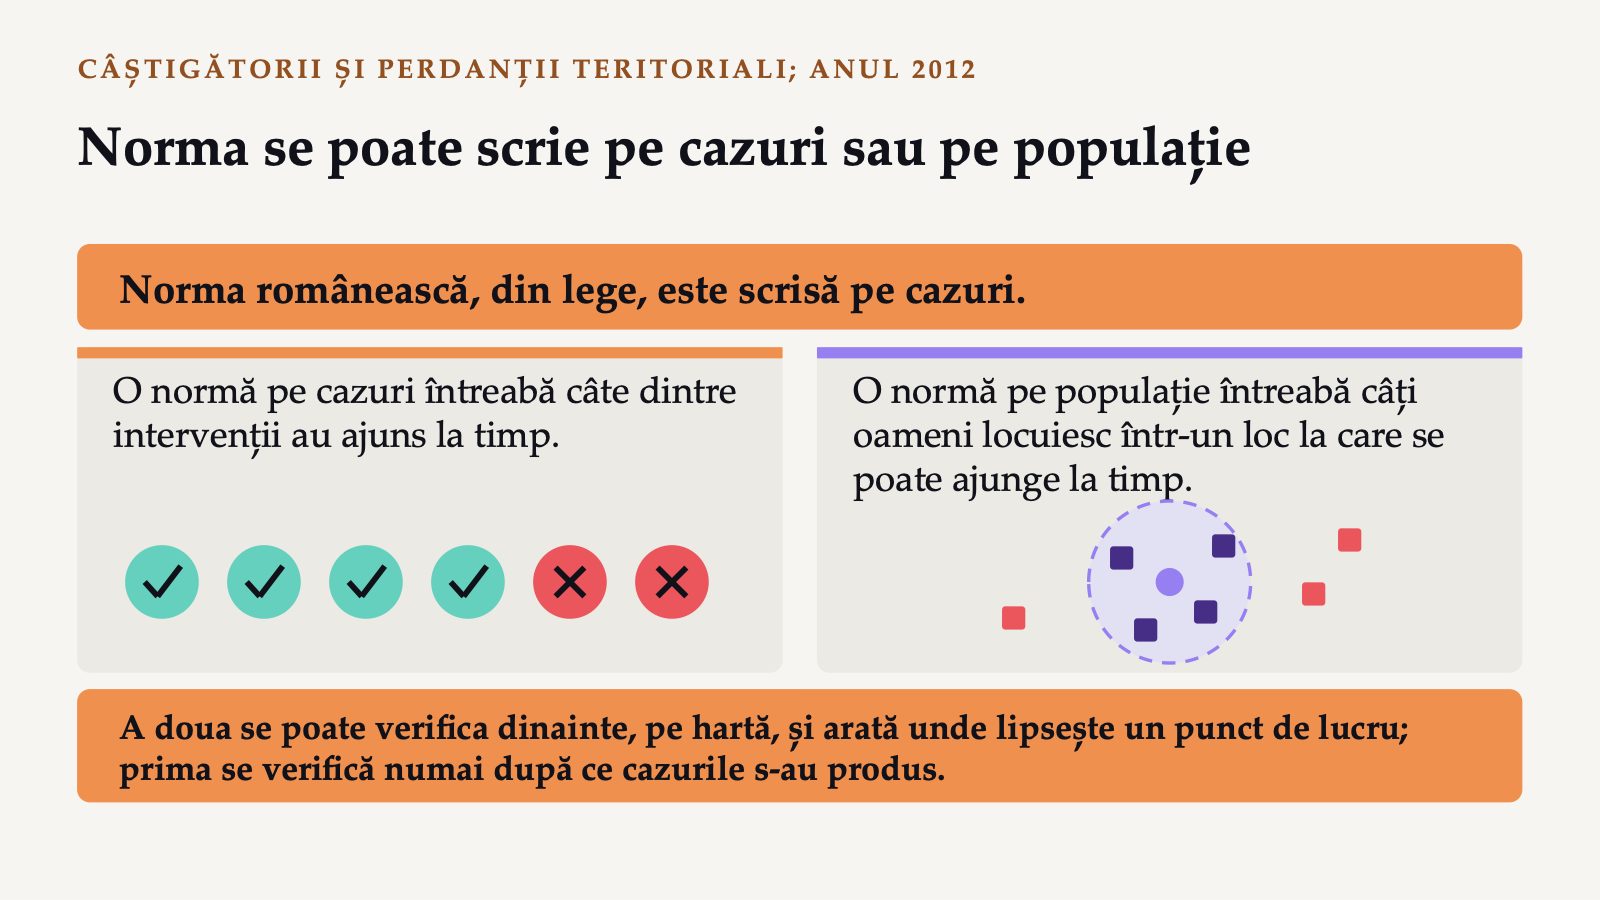 CÂȘTIGĂTORII ȘI PERDANȚII TERITORIALI; ANUL 2012
Norma se poate scrie pe cazuri sau pe populație
Norma românească, din lege, este scrisă pe cazuri.
O normă pe cazuri întreabă câte dintre
intervenții au ajuns la timp.
O normă pe populație întreabă câți
oameni locuiesc într-un loc la care se
poate ajunge la timp.
A doua se poate verifica dinainte, pe hartă, și arată unde lipsește un punct de lucru;
prima se verifică numai după ce cazurile s-au produs.